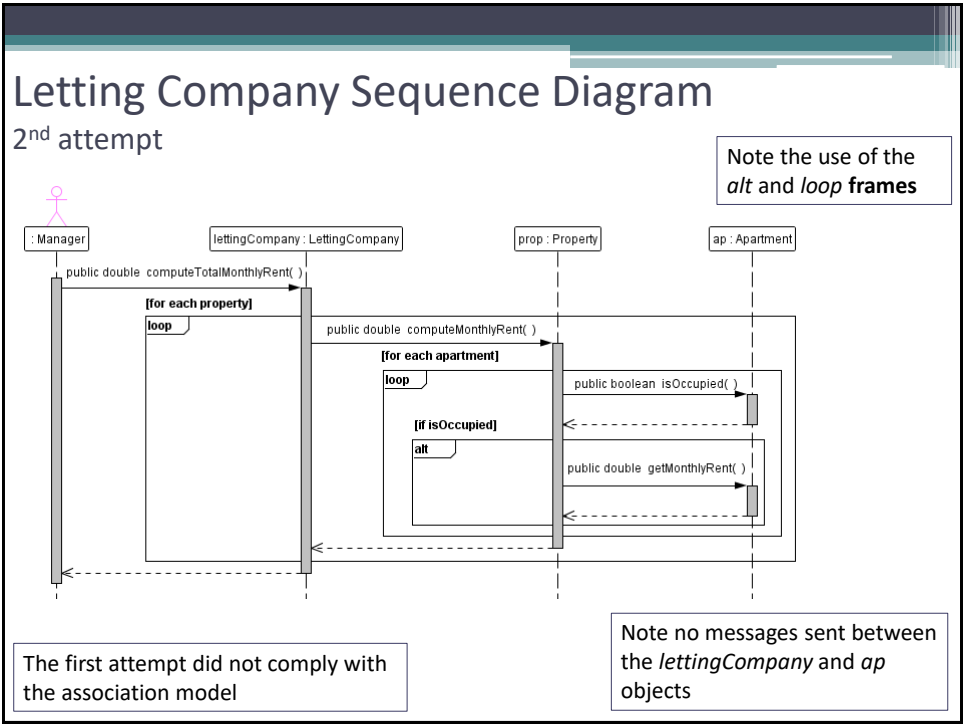 Letting Company Sequence Diagram
2nd attempt
Note the use of the
alt and loop frames
: Manager
lettingCompany : LettingCompany
prop : Property
ap : Apartment
public double computeTotalMonthlyRent( )
[for each property]
loop
public double computeMonthlyRent( )
[for each apartment]
loop
public boolean isOccupied( )
[if isOccupied]
alt
public double getMonthlyRent( )
The first attempt did not comply with
the association model
Note no messages sent between
the lettingCompany and ap
objects